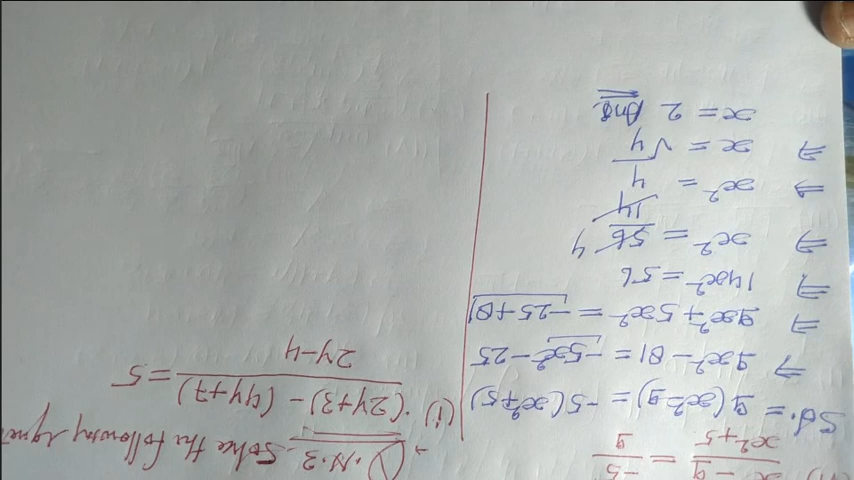 x² - 9 / x² + 5 = -5 / 9
Sol. = 9(x²-9) = -5(x²+5)
⇒ 9x² - 81 = -5x² - 25
⇒ 9x² + 5x² = -25 + 81
⇒ 14x² = 56
⇒ x² = 56 / 14 4
⇒ x² = 4
⇒ x = √4
x = 2 Ans.
Q.N.2. Solve the following
(i) (2y+3) - (4y+7) / 2y-4 = 5